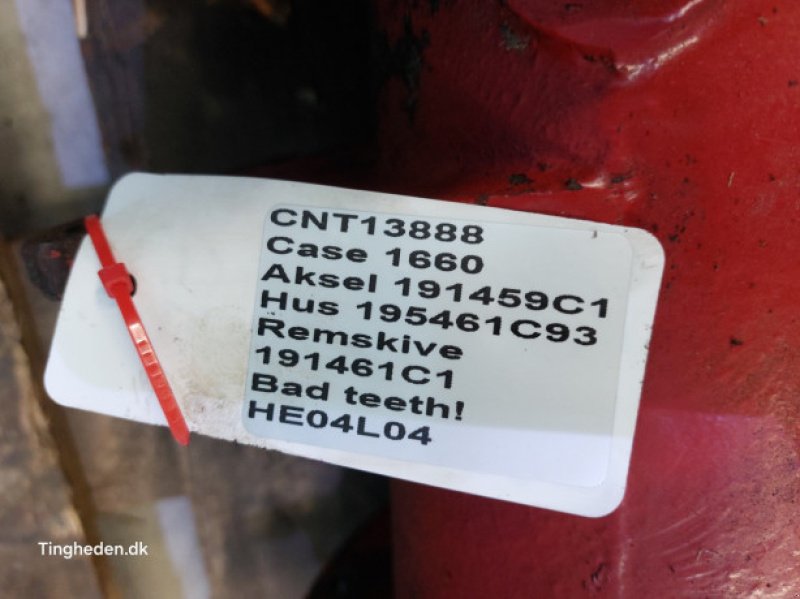 CNT13888
Case 1660
Aksel 191459C1
Hus 195461C93
Remskive
191461C1
Bad teeth!
HE04L04
Tingheden.dk